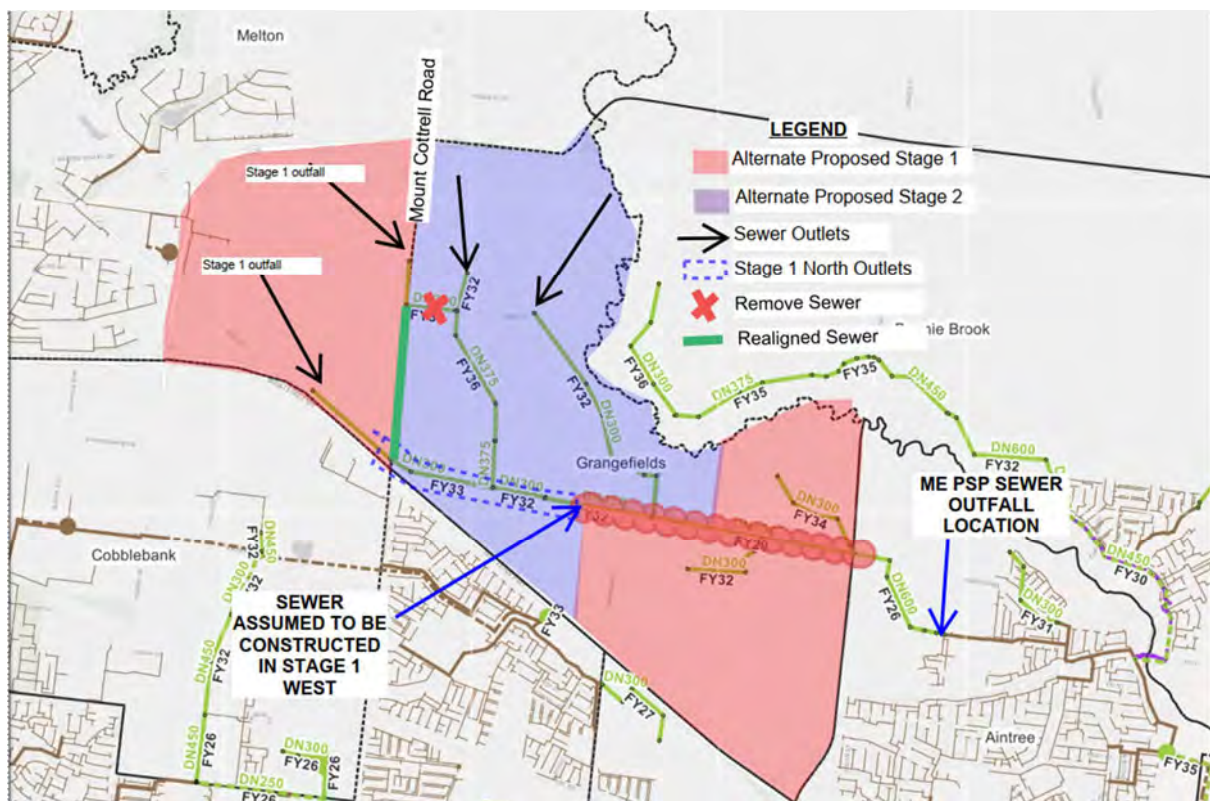 Melton
Mount Cottrell Road
Stage 1 outfall
Stage 1 outfall
LEGEND
Alternate Proposed Stage 1
Alternate Proposed Stage 2
Sewer Outlets
Stage 1 North Outlets
Remove Sewer
Realigned Sewer
Brook
FY32
DN375
FY36
DN375
FY32
DN300
DN300
FY36
DN375
FY35
FY35
DN450
DN600
FY32
DN450
FY30
Grangefields
DN300
FY33
DN300
FY32
DN300
FY34
DN300
FY32
ME PSP SEWER
OUTFALL
LOCATION
DN600
FY26
DN300
FY31
Cobblebank
DN450
FY32
DN300
FY32
DN450
FY32
DN450
FY26
DN300
FY26
FY26
DN250
FY26
SEWER
ASSUMED TO BE
CONSTRUCTED
IN STAGE 1
WEST
FY33
DN300
FY27
Aintree
FY35